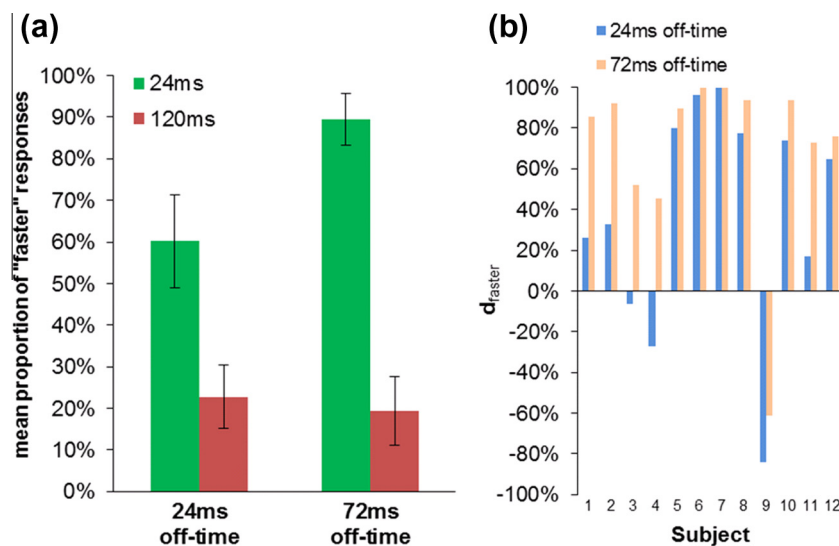 (a)
24ms
120ms
mean proportion of "faster" responses
100%
90%
80%
70%
60%
50%
40%
30%
20%
10%
0%
24ms
off-time
72ms
off-time
(b)
24ms off-time
72ms off-time
d faster
100%
80%
60%
40%
20%
0%
-20%
-40%
-60%
-80%
-100%
1 2 3 4 5 6 7 8 9 10 11 12
Subject